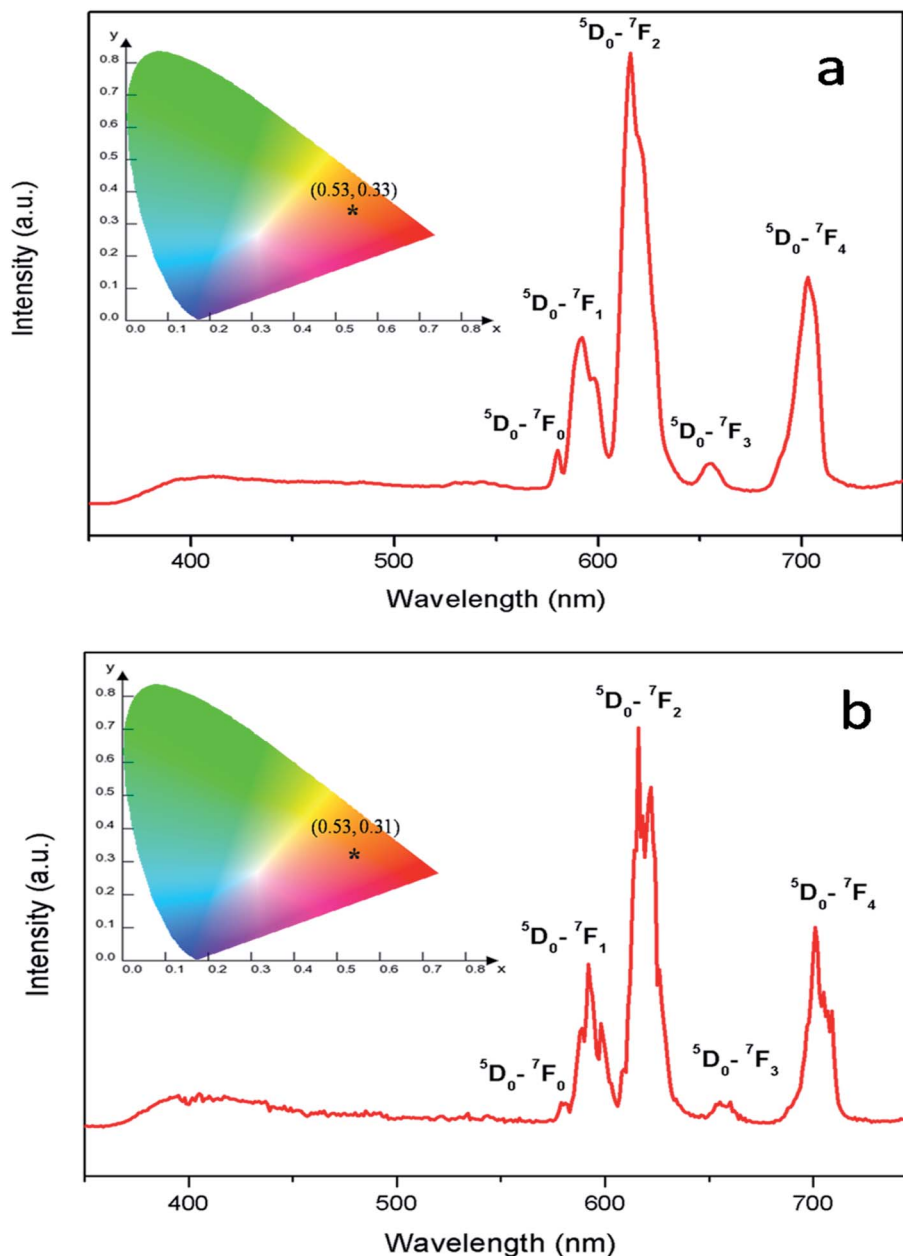 a
⁵D₀- ⁷F₂
y
0.8
0.7
0.6
0.5
0.4
0.3
0.2
0.1
0.0
(0.53, 0.33)
*
0.0 0.1 0.2 0.3 0.4 0.5 0.6 0.7 0.8 x
⁵D₀- ⁷F₄
⁵D₀- ⁷F₁
⁵D₀- ⁷F₀
⁵D₀- ⁷F₃
Intensity (a.u.)
400 500 600 700
Wavelength (nm)
b
⁵D₀- ⁷F₂
y
0.8
0.7
0.6
0.5
0.4
0.3
0.2
0.1
0.0
(0.53, 0.31)
*
0.0 0.1 0.2 0.3 0.4 0.5 0.6 0.7 0.8 x
⁵D₀- ⁷F₄
⁵D₀- ⁷F₁
⁵D₀- ⁷F₀
⁵D₀- ⁷F₃
Intensity (a.u.)
400 500 600 700
Wavelength (nm)